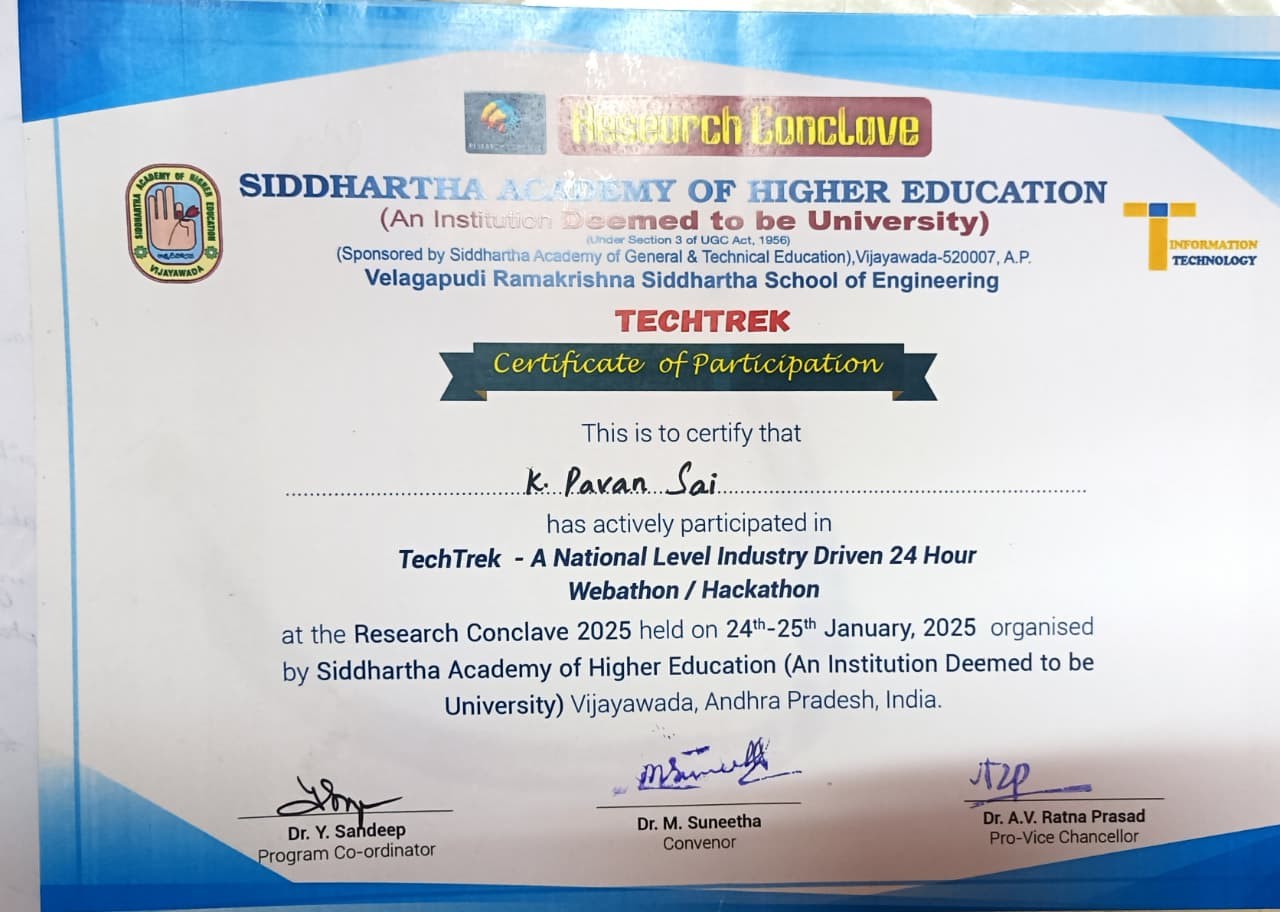 RESEARCH CONCLAVE
Research Conclave
SIDDHARTHA ACADEMY OF HIGHER EDUCATION
VIJAYAWADA
SIDDHARTHA ACADEMY OF HIGHER EDUCATION
(An Institution Deemed to be University)
(Under Section 3 of UGC Act, 1956)
(Sponsored by Siddhartha Academy of General & Technical Education),Vijayawada-520007, A.P.
Velagapudi Ramakrishna Siddhartha School of Engineering
INFORMATION
TECHNOLOGY
TECHTREK
Certificate of Participation
This is to certify that
K. Pavan Sai
has actively participated in
TechTrek - A National Level Industry Driven 24 Hour
Webathon / Hackathon
at the Research Conclave 2025 held on 24th-25th January, 2025 organised
by Siddhartha Academy of Higher Education (An Institution Deemed to be
University) Vijayawada, Andhra Pradesh, India.
MSuneetha
Dr. Y. Sandeep
Program Co-ordinator
Dr. M. Suneetha
Convenor
Dr. A.V. Ratna Prasad
Pro-Vice Chancellor